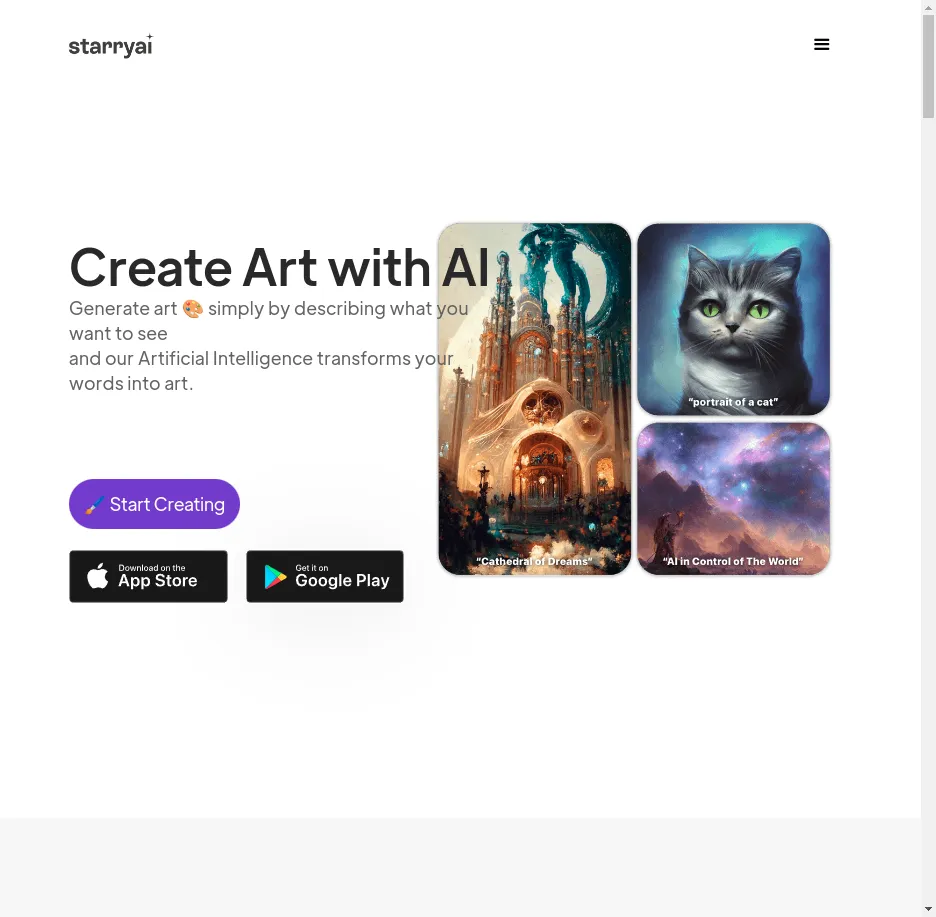 starryai
Create Art with AI
Generate art 🎨 simply by describing what you
want to see
and our Artificial Intelligence transforms your
words into art.
🖌️ Start Creating
Download on the
App Store
Get it on
Google Play
“Cathedral of Dreams”
“portrait of a cat”
“AI in Control of The World”